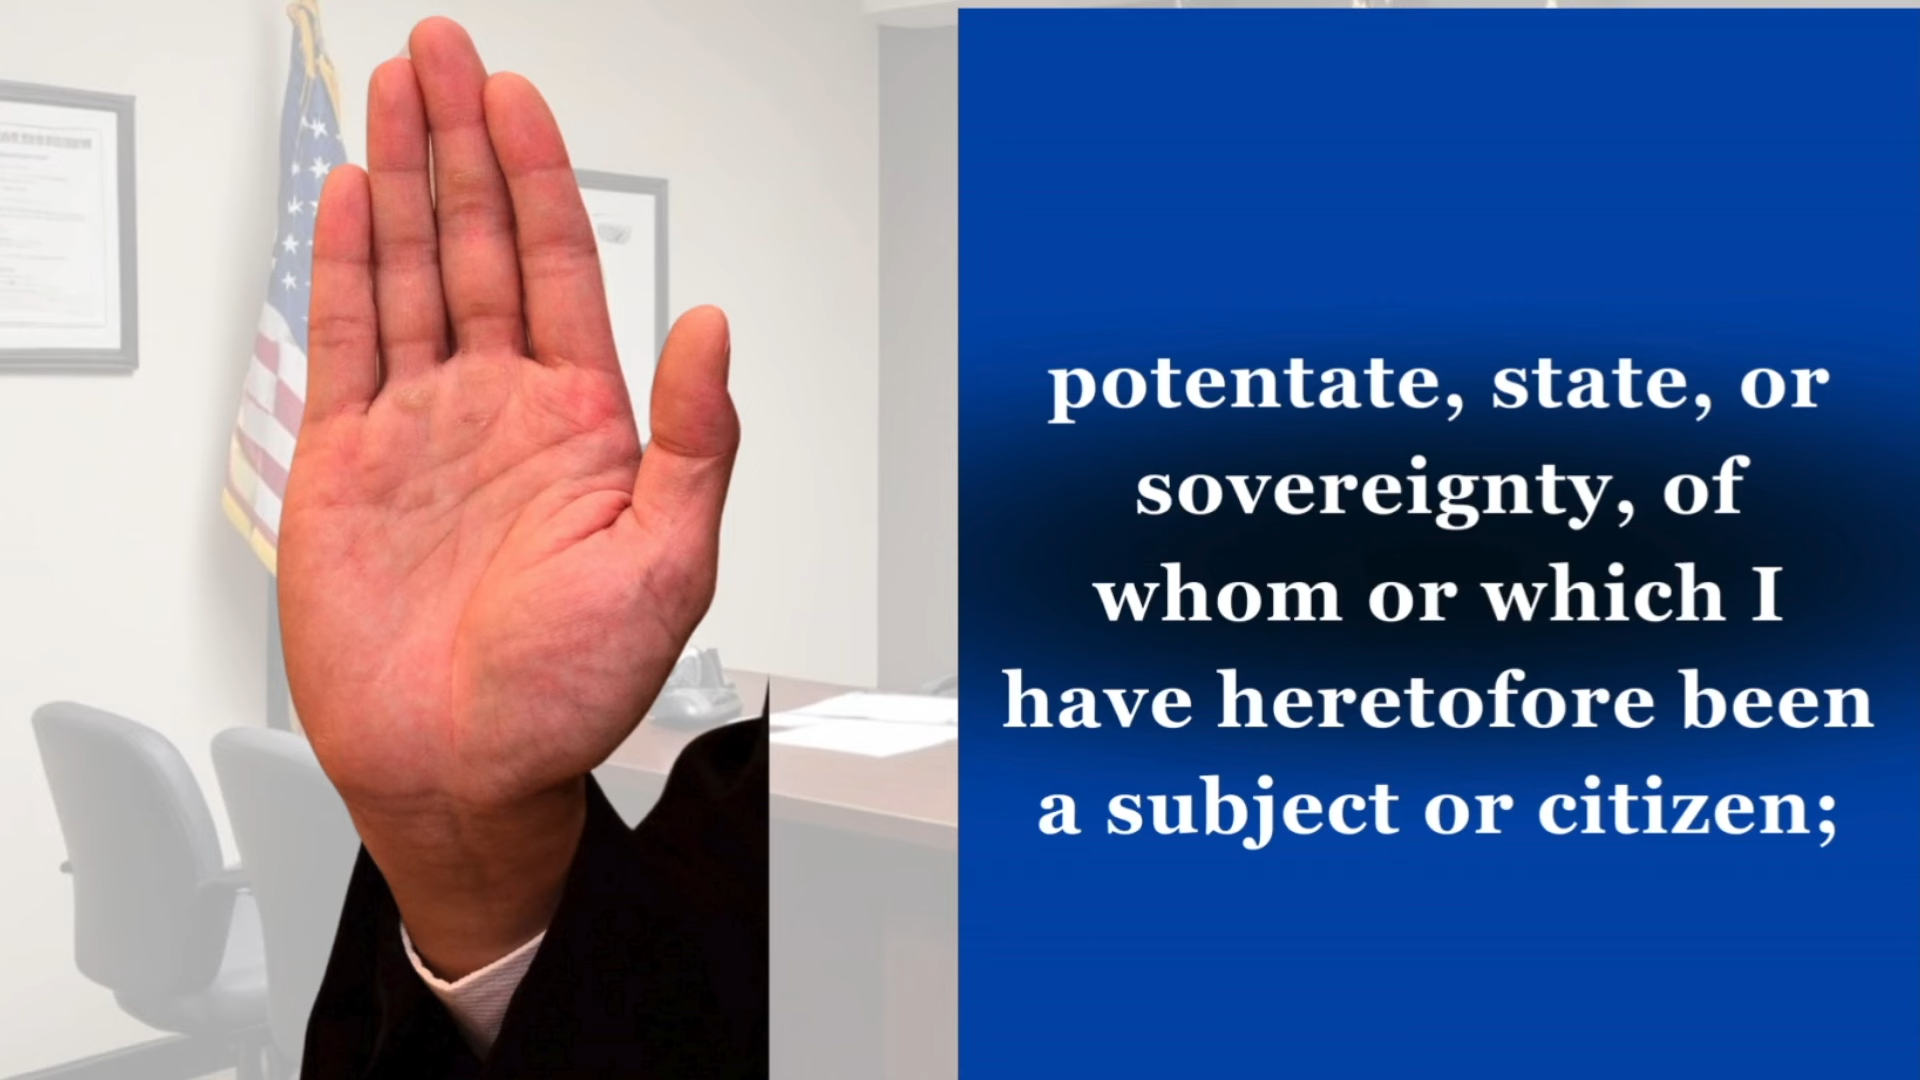 potentate, state, or
sovereignty, of
whom or which I
have heretofore been
a subject or citizen;